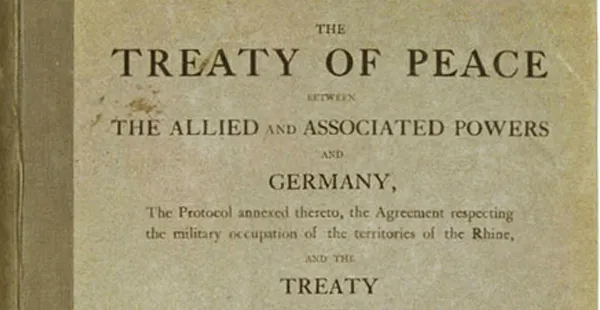 THE
TREATY OF PEACE
BETWEEN
THE ALLIED AND ASSOCIATED POWERS
AND
GERMANY,
The Protocol annexed thereto, the Agreement respecting
the military occupation of the territories of the Rhine,
AND THE
TREATY